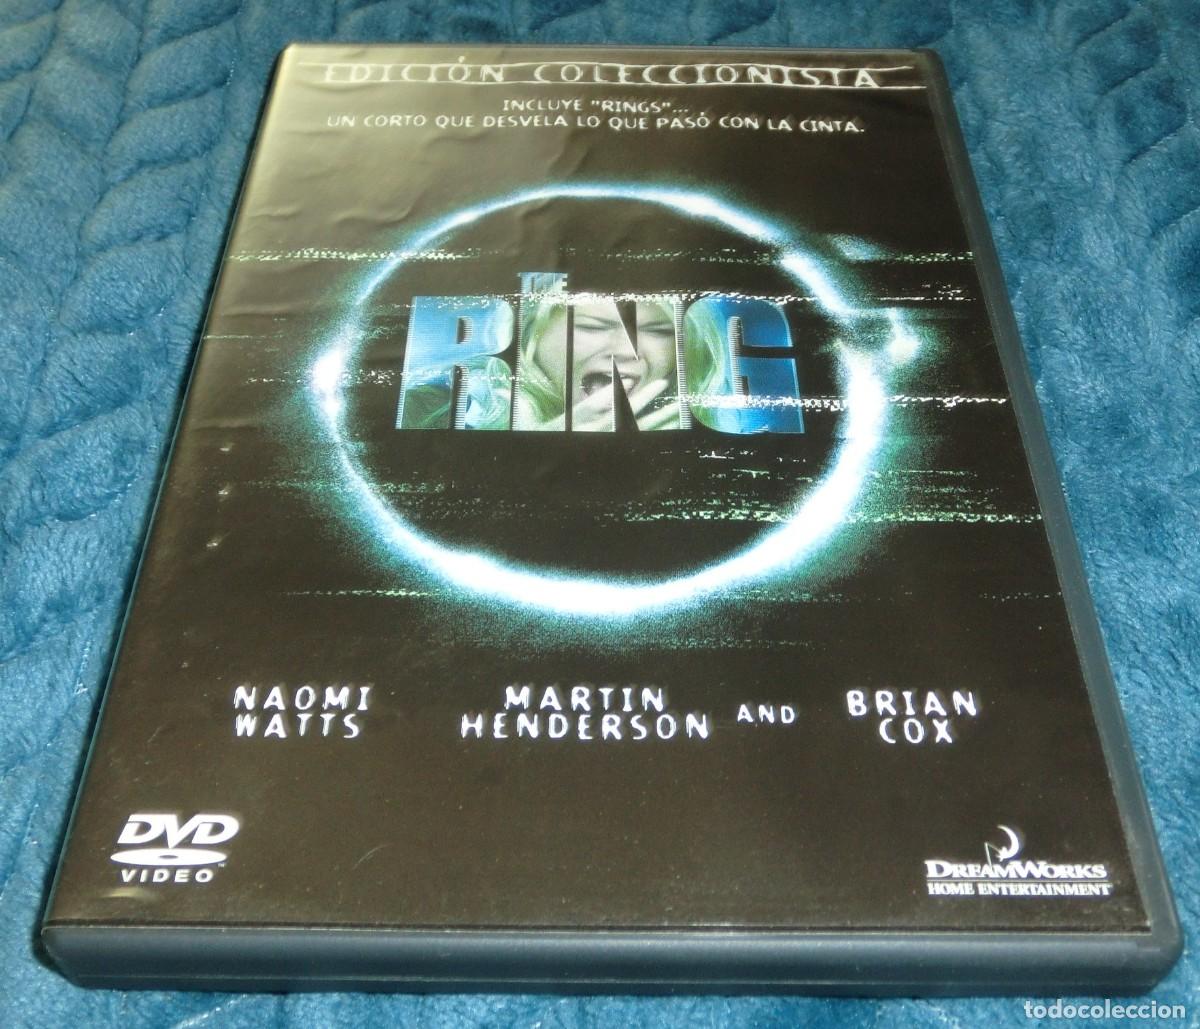 EDICIÓN COLECCIONISTA
INCLUYE "RINGS"...
UN CORTO QUE DESVELA LO QUE PASÓ CON LA CINTA.
THE
RING
NAOMI
WATTS
MARTIN
HENDERSON
AND
BRIAN
COX
DVD
VIDEO™
DREAMWORKS
HOME ENTERTAINMENT
todocoleccion